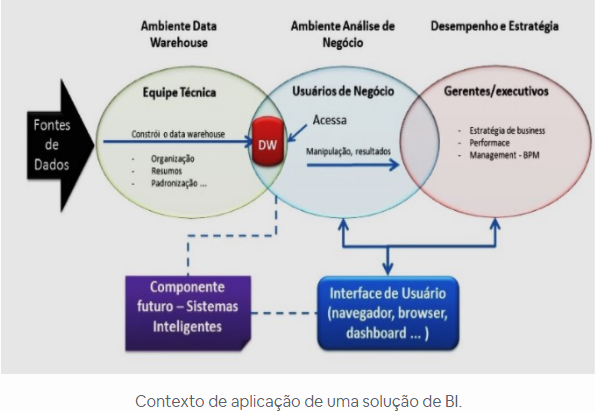 Ambiente Data
Warehouse
Ambiente Análise de
Negócio
Desempenho e Estratégia
Fontes
de
Dados
Equipe Técnica
Constrói o data warehouse
- Organização
- Resumos
- Padronização ...
DW
Usuários de Negócio
Acessa
Manipulação, resultados
Gerentes/executivos
- Estratégia de business
- Performace
- Management - BPM
Componente
futuro – Sistemas
Inteligentes
Interface de Usuário
(navegador, browser,
dashboard ... )
Contexto de aplicação de uma solução de BI.